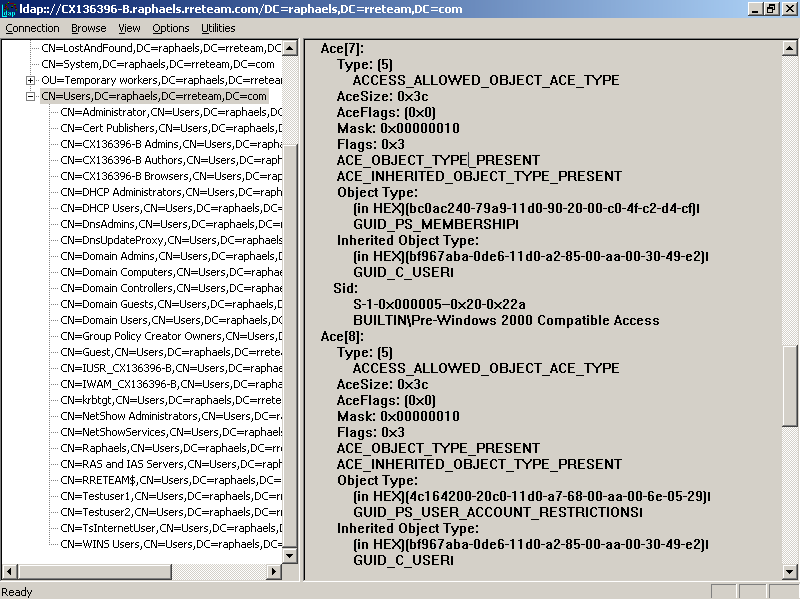 ldap://CX136396-B.raphaels.rreteam.com/DC=raphaels,DC=rreteam,DC=com
Connection Browse View Options Utilities
CN=LostAndFound,DC=raphaels,DC=rreteam,
CN=System,DC=raphaels,DC=rreteam,DC=com
OU=Temporary workers,DC=raphaels,DC=rreteam
CN=Users,DC=raphaels,DC=rreteam,DC=com
CN=Administrator,CN=Users,DC=raphaels,DC
CN=Cert Publishers,CN=Users,DC=raphaels,D
CN=CX136396-B Admins,CN=Users,DC=raph
CN=CX136396-B Authors,CN=Users,DC=raph
CN=CX136396-B Browsers,CN=Users,DC=rap
CN=DHCP Administrators,CN=Users,DC=raph
CN=DHCP Users,CN=Users,DC=raphaels,DC=r
CN=DnsAdmins,CN=Users,DC=raphaels,DC=r
CN=DnsUpdateProxy,CN=Users,DC=raphaels,
CN=Domain Admins,CN=Users,DC=raphaels,D
CN=Domain Computers,CN=Users,DC=raphae
CN=Domain Controllers,CN=Users,DC=raphae
CN=Domain Guests,CN=Users,DC=raphaels,D
CN=Domain Users,CN=Users,DC=raphaels,DC
CN=Group Policy Creator Owners,CN=Users,D
CN=Guest,CN=Users,DC=raphaels,DC=rrete
CN=IUSR_CX136396-B,CN=Users,DC=raphae
CN=IWAM_CX136396-B,CN=Users,DC=rapha
CN=krbtgt,CN=Users,DC=raphaels,DC=rrete
CN=NetShow Administrators,CN=Users,DC=r
CN=NetShowServices,CN=Users,DC=raphaels
CN=Raphaels,CN=Users,DC=raphaels,DC=rr
CN=RAS and IAS Servers,CN=Users,DC=raph
CN=RRETEAM$,CN=Users,DC=raphaels,DC=r
CN=Testuser1,CN=Users,DC=raphaels,DC=r
CN=Testuser2,CN=Users,DC=raphaels,DC=r
CN=TsInternetUser,CN=Users,DC=raphaels,D
CN=WINS Users,CN=Users,DC=raphaels,DC=
Ace[7]:
Type: (5)
ACCESS_ALLOWED_OBJECT_ACE_TYPE
AceSize: 0x3c
AceFlags: (0x0)
Mask: 0x00000010
Flags: 0x3
ACE_OBJECT_TYPE_PRESENT
ACE_INHERITED_OBJECT_TYPE_PRESENT
Object Type:
(in HEX)(bc0ac240-79a9-11d0-90-20-00-c0-4f-c2-d4-cf)
GUID_PS_MEMBERSHIP
Inherited Object Type:
(in HEX)(bf967aba-0de6-11d0-a2-85-00-aa-00-30-49-e2)
GUID_C_USER
Sid:
S-1-0x000005--0x20-0x22a
BUILTIN\Pre-Windows 2000 Compatible Access
Ace[8]:
Type: (5)
ACCESS_ALLOWED_OBJECT_ACE_TYPE
AceSize: 0x3c
AceFlags: (0x0)
Mask: 0x00000010
Flags: 0x3
ACE_OBJECT_TYPE_PRESENT
ACE_INHERITED_OBJECT_TYPE_PRESENT
Object Type:
(in HEX)(4c164200-20c0-11d0-a7-68-00-aa-00-6e-05-29)
GUID_PS_USER_ACCOUNT_RESTRICTIONS
Inherited Object Type:
(in HEX)(bf967aba-0de6-11d0-a2-85-00-aa-00-30-49-e2)
GUID_C_USER
Ready